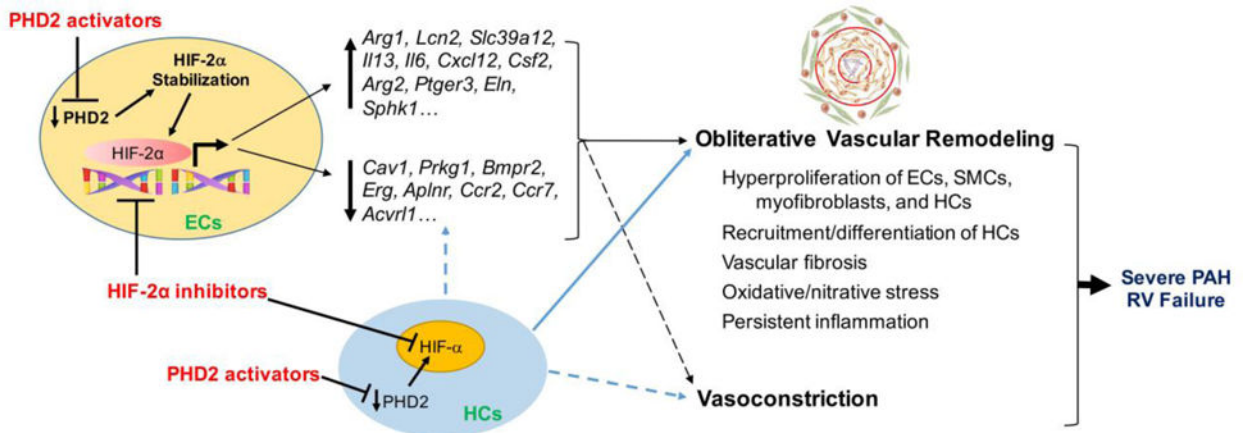 PHD2 activators
HIF-2α
Stabilization
PHD2
HIF-2α
ECs
Arg1, Lcn2, Slc39a12,
Il13, Il6, Cxcl12, Csf2,
Arg2, Ptger3, Eln,
Sphk1…
Cav1, Prkg1, Bmpr2,
Erg, Aplnr, Ccr2, Ccr7,
Acvrl1…
HIF-2α inhibitors
HIF-α
PHD2 activators
PHD2
HCs
Obliterative Vascular Remodeling
Hyperproliferation of ECs, SMCs,
myofibroblasts, and HCs
Recruitment/differentiation of HCs
Vascular fibrosis
Oxidative/nitrative stress
Persistent inflammation
Vasoconstriction
Severe PAH
RV Failure